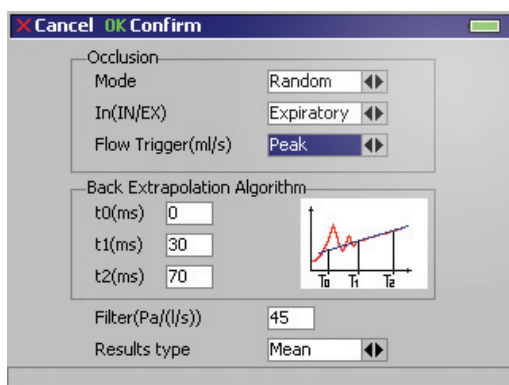 Cancel OK Confirm
Occlusion
Mode Random
In(IN/EX) Expiratory
Flow Trigger(ml/s) Peak
Back Extrapolation Algorithm
t0(ms) 0
t1(ms) 30
t2(ms) 70
T0 T1 T2
Filter(Pa/(l/s)) 45
Results type Mean